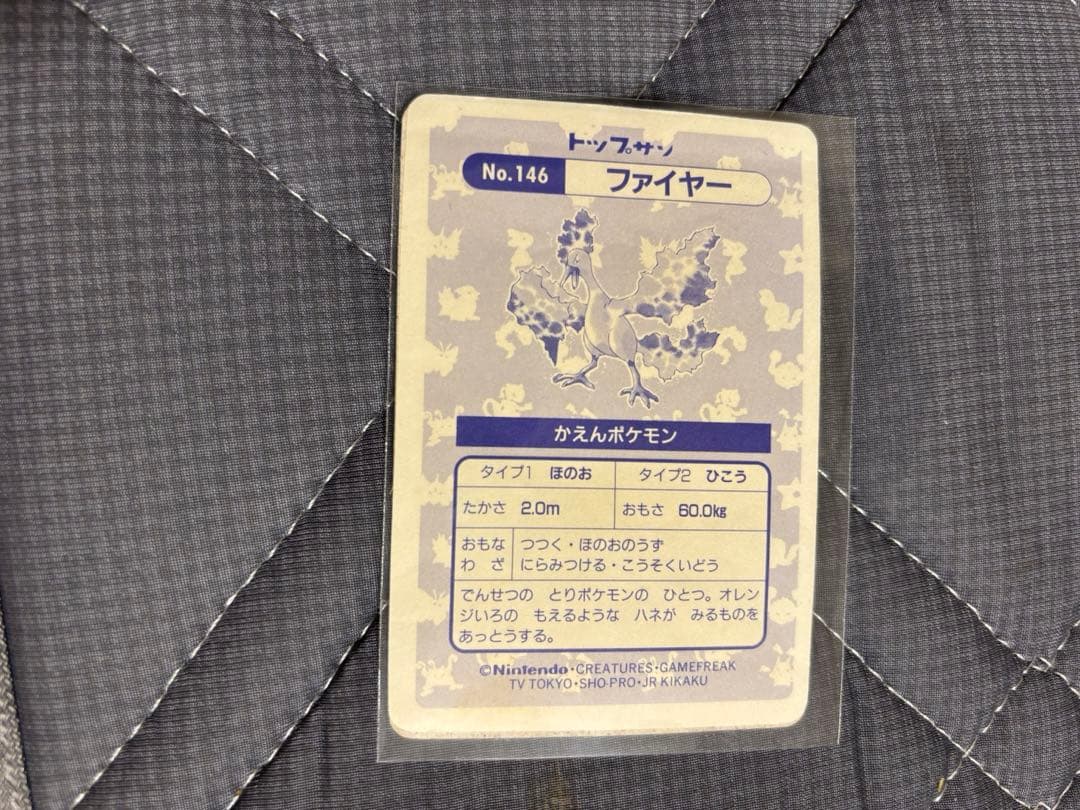 トップサン
No.146 ファイヤー
かえんポケモン
タイプ1 ほのお タイプ2 ひこう
たかさ 2.0m おもさ 60.0kg
おもな つつく・ほのおのうず
わ ざ にらみつける・こうそくいどう
でんせつの とりポケモンの ひとつ。オレン
ジいろの もえるような ハネが みるものを
あっとうする。
©Nintendo・CREATURES・GAMEFREAK
TV TOKYO・SHO-PRO・JR KIKAKU